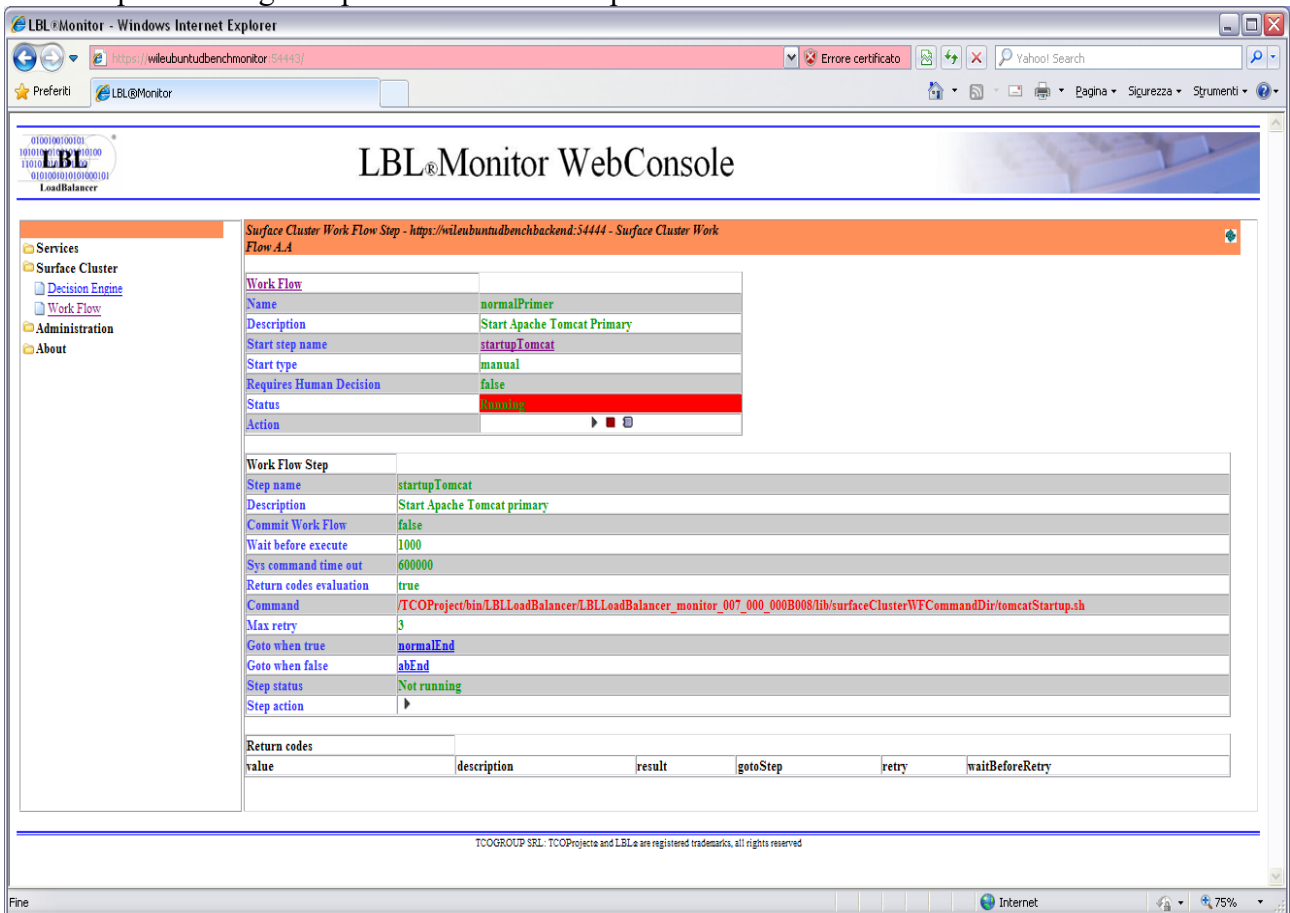 LBL®Monitor - Windows Internet Explorer
https://wileubuntudbenchmonitor:54443/
Errore certificato
Yahoo! Search
Preferiti
LBL®Monitor
Pagina
Sicurezza
Strumenti
LBL
LoadBalancer
LBL®Monitor WebConsole
Services
Surface Cluster
Decision Engine
Work Flow
Administration
About
Surface Cluster Work Flow Step - https://wileubuntudbenchbackend:54444 - Surface Cluster Work
Flow A.A
Work Flow
Name normalPrimer
Description Start Apache Tomcat Primary
Start step name startupTomcat
Start type manual
Requires Human Decision false
Status Running
Action
Work Flow Step
Step name startupTomcat
Description Start Apache Tomcat primary
Commit Work Flow false
Wait before execute 1000
Sys command time out 600000
Return codes evaluation true
Command /TCOProject/bin/LBLLoadBalancer/LBLLoadBalancer_monitor_007_000_000B008/lib/surfaceClusterWFCommandDir/tomcatStartup.sh
Max retry 3
Goto when true normalEnd
Goto when false abEnd
Step status Not running
Step action
Return codes
value description result gotoStep retry waitBeforeRetry
TCOGROUP SRL: TCOProject® and LBL® are registered trademarks, all rights reserved
Fine
Internet
75%